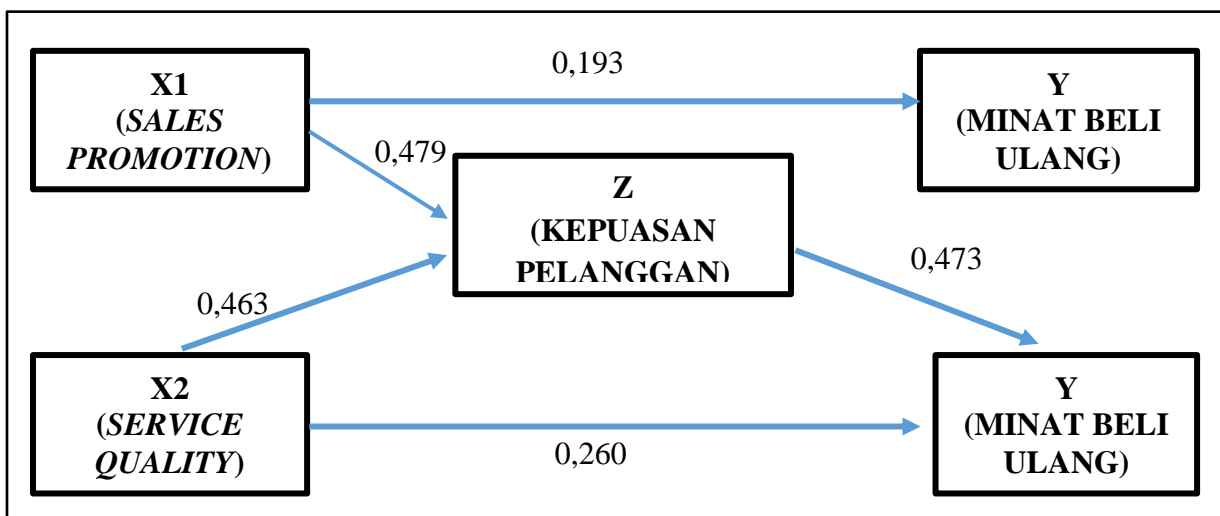 0,193
X1
(SALES
PROMOTION)
Y
(MINAT BELI
ULANG)
0,479
Z
(KEPUASAN
PELANGGAN)
0,473
0,463
X2
(SERVICE
QUALITY)
Y
(MINAT BELI
ULANG)
0,260